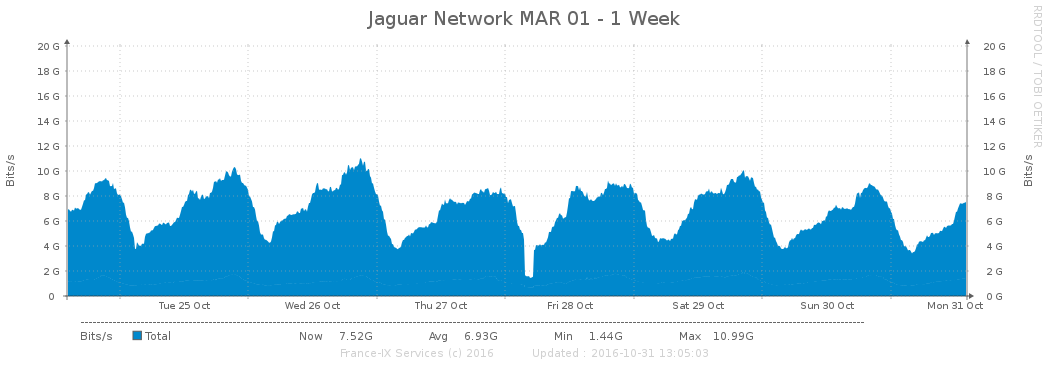 Jaguar Network MAR 01 - 1 Week
RRDTOOL / TOBI OETIKER
Bits/s
20 G
18 G
16 G
14 G
12 G
10 G
8 G
6 G
4 G
2 G
0
20 G
18 G
16 G
14 G
12 G
10 G
8 G
6 G
4 G
2 G
0 G
Bits/s
Tue 25 Oct Wed 26 Oct Thu 27 Oct Fri 28 Oct Sat 29 Oct Sun 30 Oct Mon 31 Oct
Bits/s Total Now 7.52G Avg 6.93G Min 1.44G Max 10.99G
France-IX Services (c) 2016 Updated : 2016-10-31 13:05:03